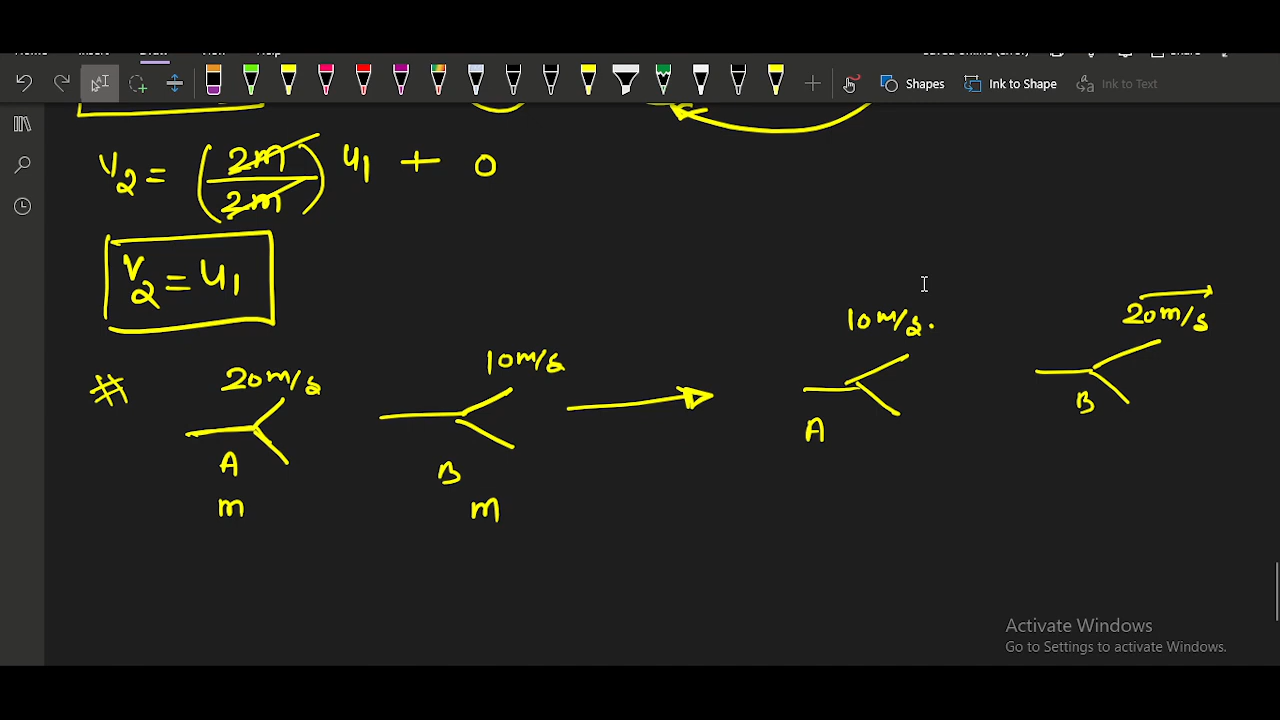 Shapes Ink to Shape Ink to Text
v₂ = (2m/2m) u₁ + 0
v₂ = u₁
# 20m/s 10m/s 10m/s. 20m/s
A B A B
m m
Activate Windows
Go to Settings to activate Windows.